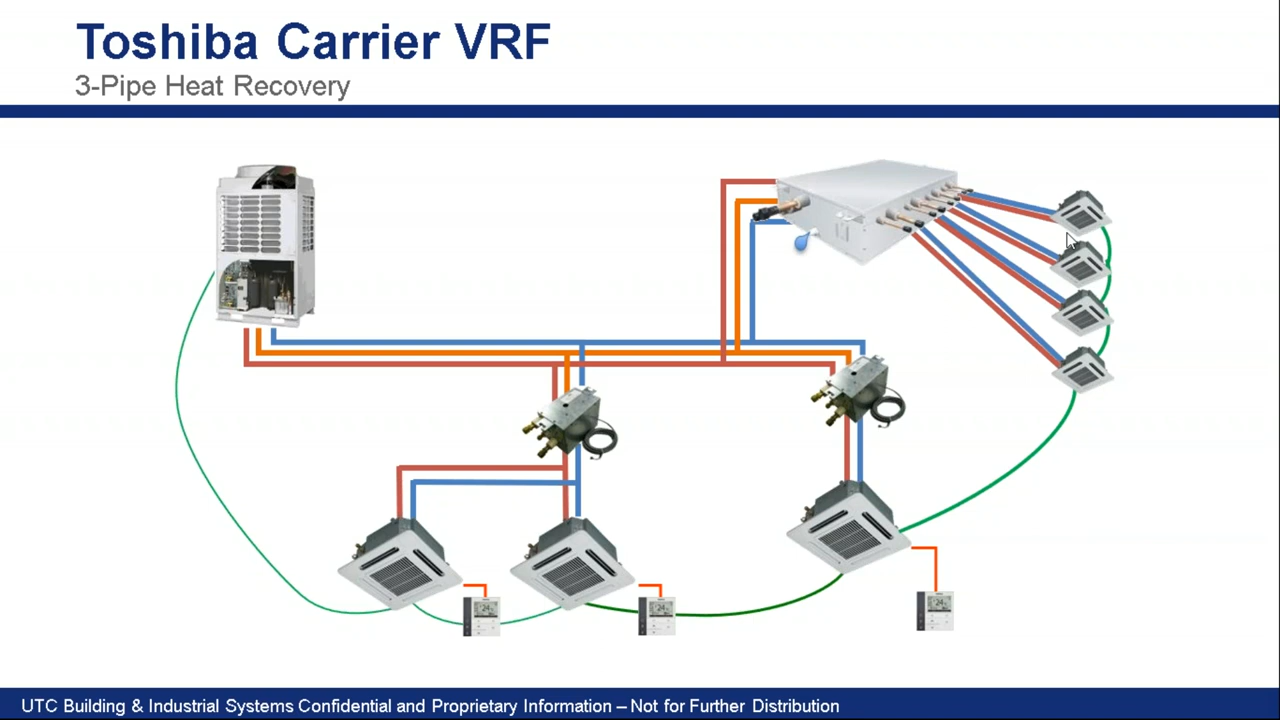 Toshiba Carrier VRF
3-Pipe Heat Recovery
UTC Building & Industrial Systems Confidential and Proprietary Information – Not for Further Distribution